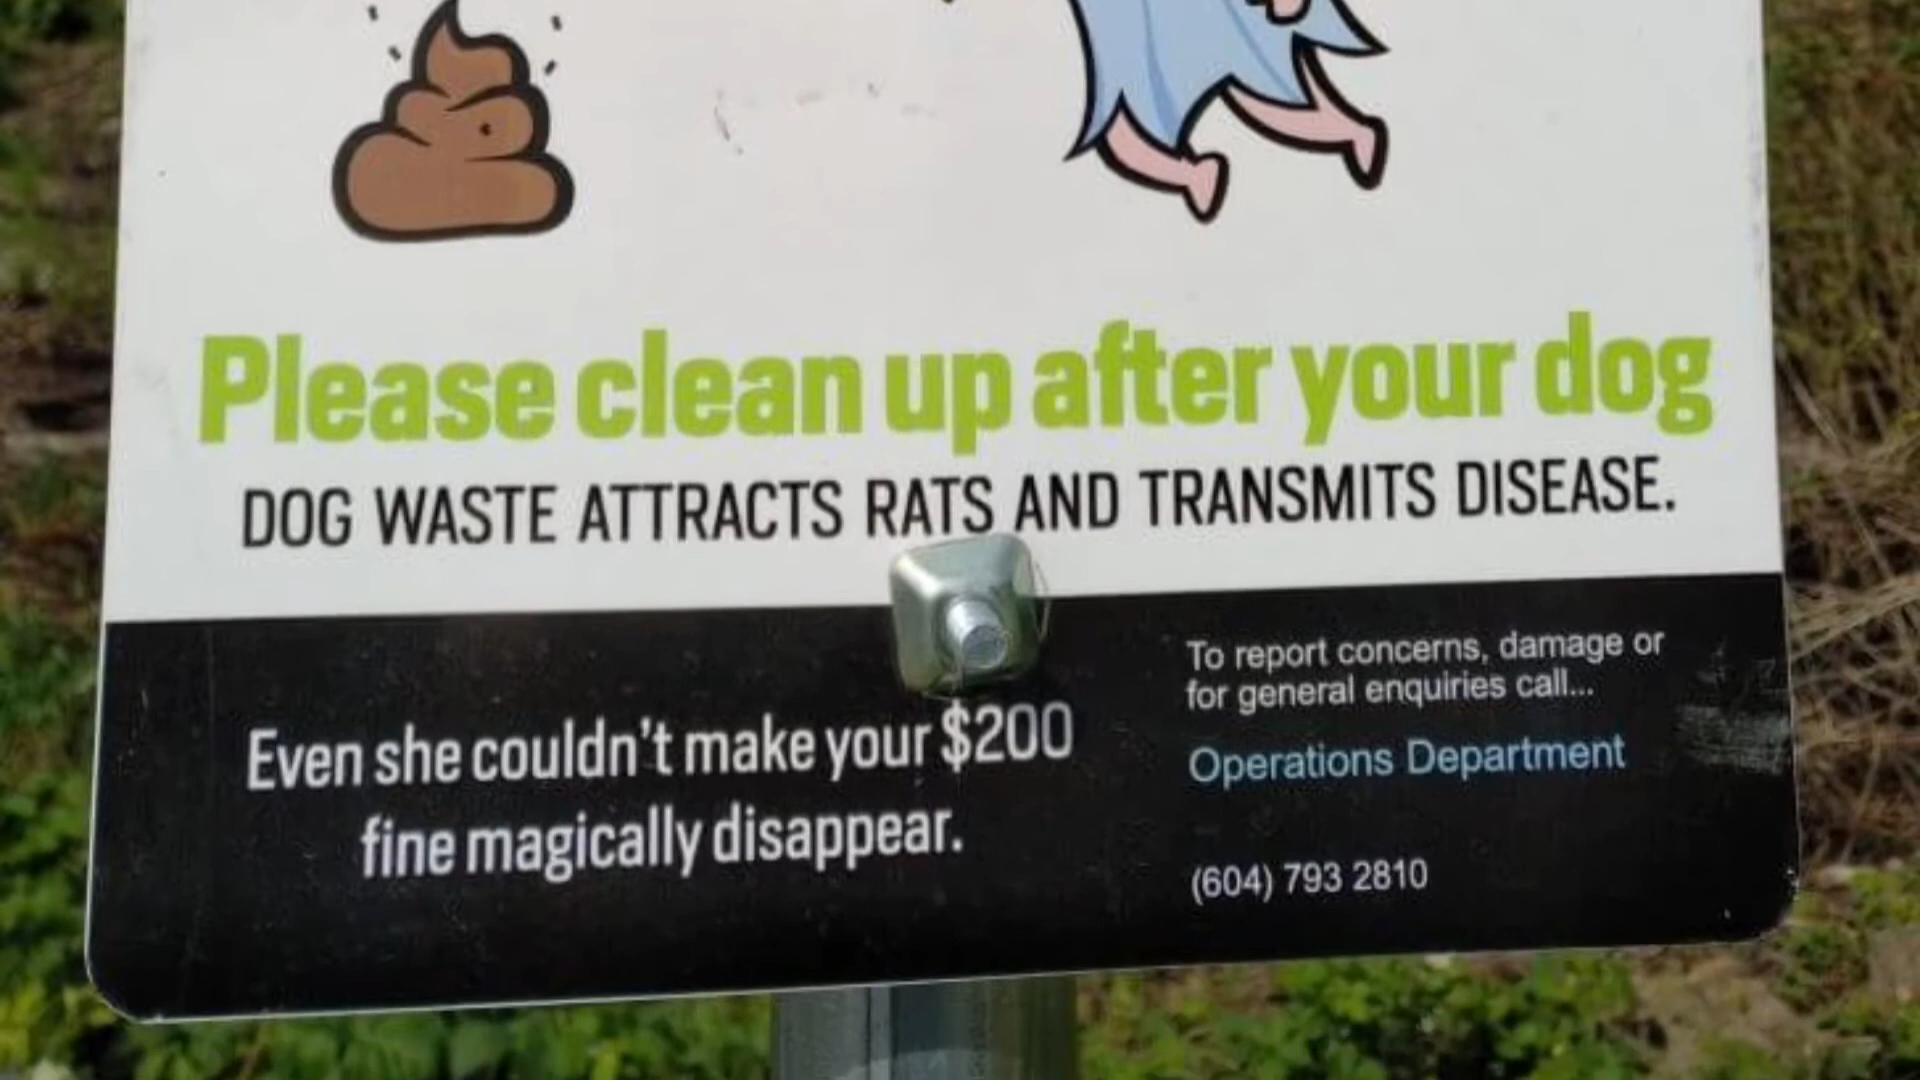 Please clean up after your dog
DOG WASTE ATTRACTS RATS AND TRANSMITS DISEASE.
Even she couldn't make your $200
fine magically disappear.
To report concerns, damage or
for general enquiries call...
Operations Department
(604) 793 2810